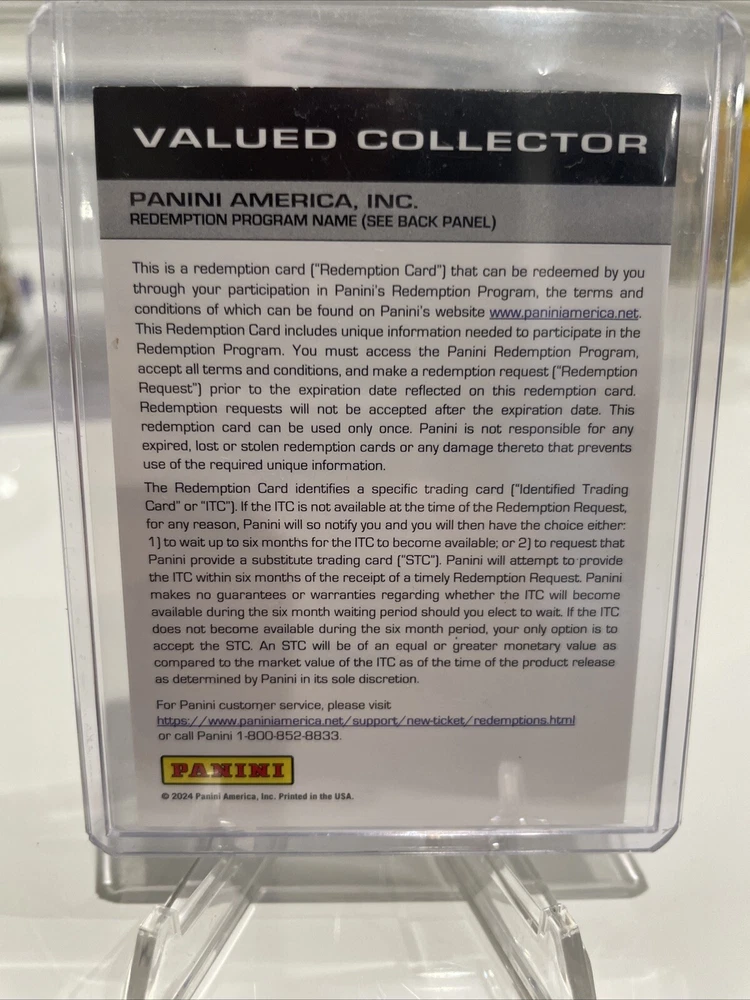 VALUED COLLECTOR
PANINI AMERICA, INC.
REDEMPTION PROGRAM NAME (SEE BACK PANEL)
This is a redemption card ("Redemption Card") that can be redeemed by you
through your participation in Panini's Redemption Program, the terms and
conditions of which can be found on Panini's website www.paniniamerica.net.
This Redemption Card includes unique information needed to participate in the
Redemption Program. You must access the Panini Redemption Program,
accept all terms and conditions, and make a redemption request ("Redemption
Request") prior to the expiration date reflected on this redemption card.
Redemption requests will not be accepted after the expiration date. This
redemption card can be used only once. Panini is not responsible for any
expired, lost or stolen redemption cards or any damage thereto that prevents
use of the required unique information.
The Redemption Card identifies a specific trading card ("Identified Trading
Card" or "ITC"). If the ITC is not available at the time of the Redemption Request,
for any reason, Panini will so notify you and you will then have the choice either:
1) to wait up to six months for the ITC to become available; or 2) to request that
Panini provide a substitute trading card ("STC"). Panini will attempt to provide
the ITC within six months of the receipt of a timely Redemption Request. Panini
makes no guarantees or warranties regarding whether the ITC will become
available during the six month waiting period should you elect to wait. If the ITC
does not become available during the six month period, your only option is to
accept the STC. An STC will be of an equal or greater monetary value as
compared to the market value of the ITC as of the time of the product release
as determined by Panini in its sole discretion.
For Panini customer service, please visit
https://www.paniniamerica.net/support/new-ticket/redemptions.html
or call Panini 1-800-852-8833.
PANINI
© 2024 Panini America, Inc. Printed in the USA.